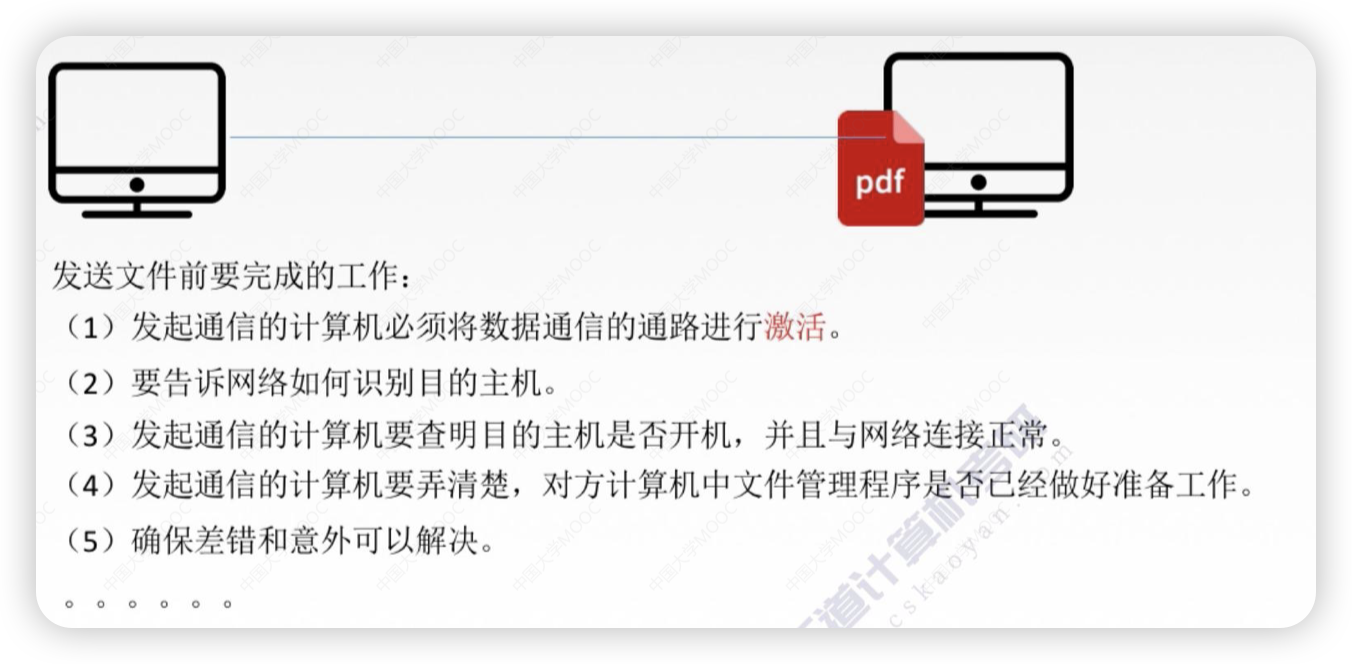 pdf
发送文件前要完成的工作：
（1）发起通信的计算机必须将数据通信的通路进行激活。
（2）要告诉网络如何识别目的主机。
（3）发起通信的计算机要查明目的主机是否开机，并且与网络连接正常。
（4）发起通信的计算机要弄清楚，对方计算机中文件管理程序是否已经做好准备工作。
（5）确保差错和意外可以解决。
。。。。。。
中国大学MOOC
道计算机考研
cskaoyan.com